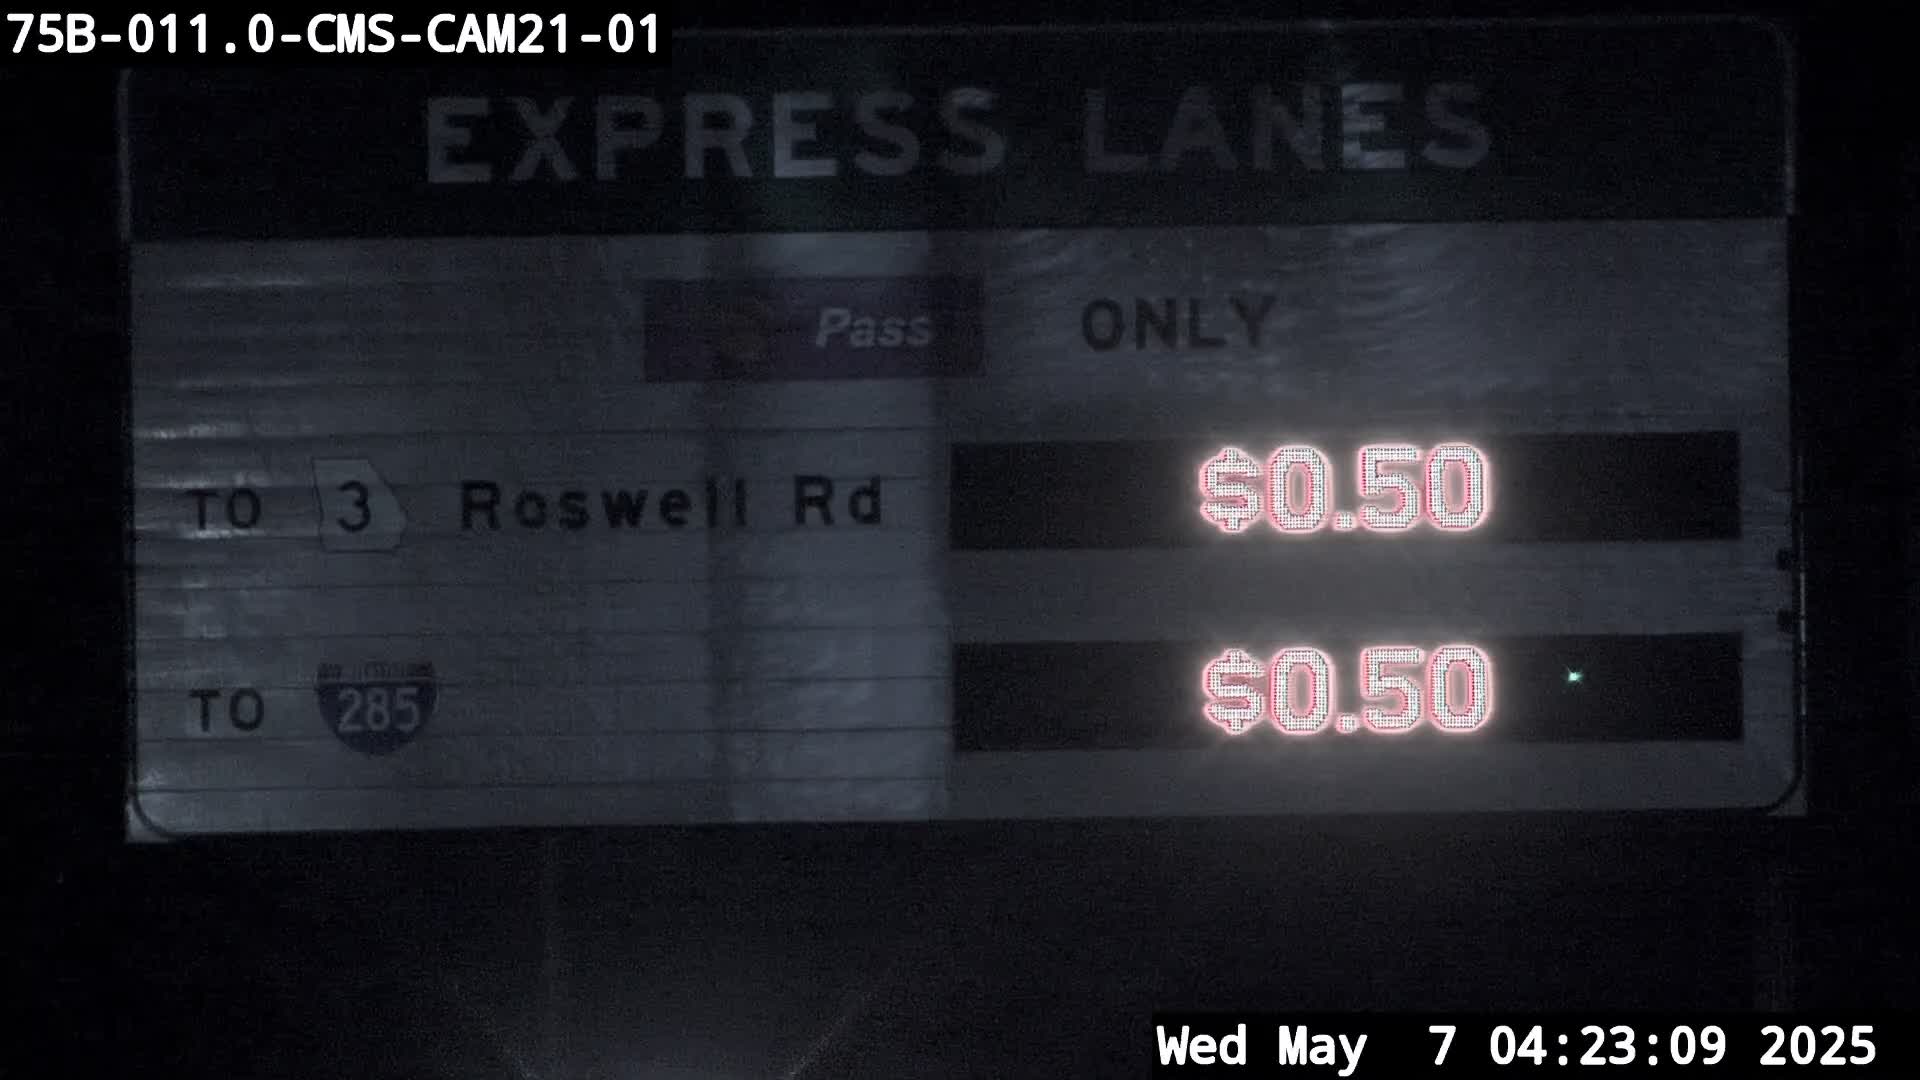 75B-011.0-CMS-CAM21-01
EXPRESS LANES
Pass ONLY
TO 3 Roswell Rd $0.50
TO 285 $0.50
Wed May 7 04:23:09 2025